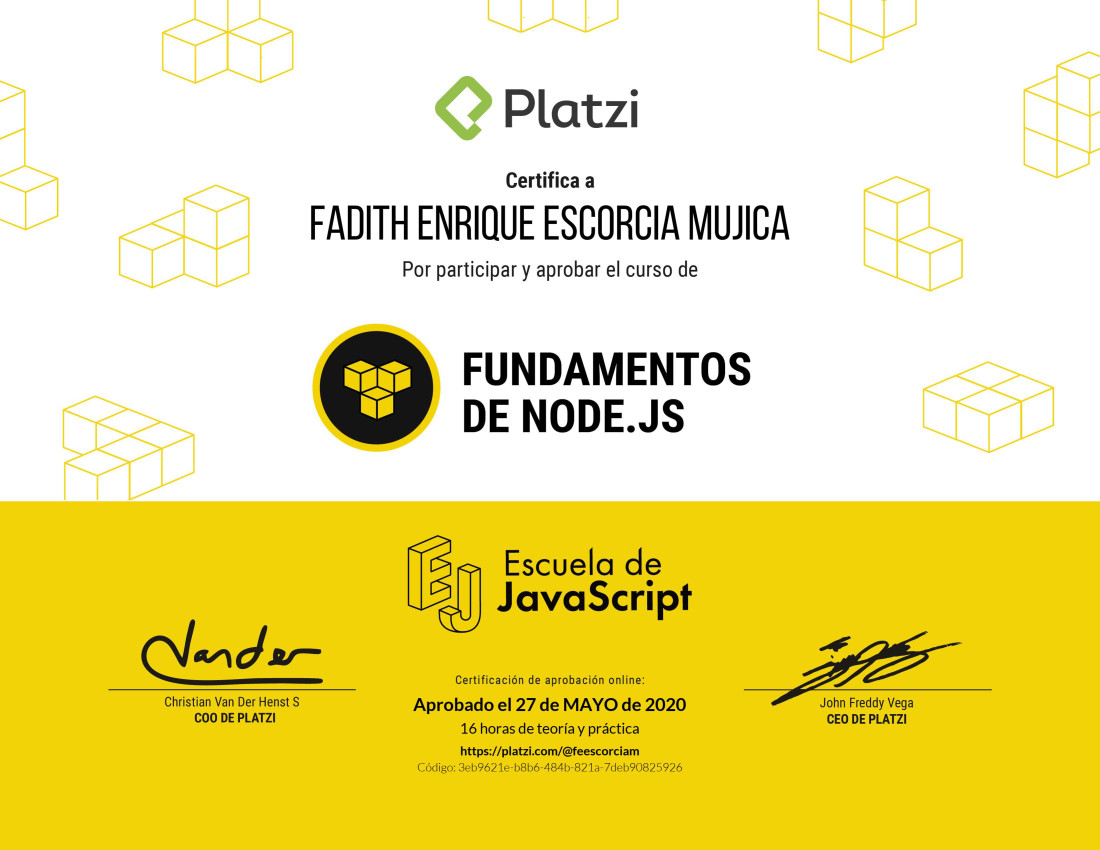 Platzi
Certifica a
FADITH ENRIQUE ESCORCIA MUJICA
Por participar y aprobar el curso de
FUNDAMENTOS
DE NODE.JS
EJ
Escuela de
JavaScript
Vander
Christian Van Der Henst S
COO DE PLATZI
Certificación de aprobación online:
Aprobado el 27 de MAYO de 2020
16 horas de teoría y práctica
https://platzi.com/@feescorciam
Código: 3eb9621e-b8b6-484b-821a-7deb90825926
John Freddy Vega
CEO DE PLATZI